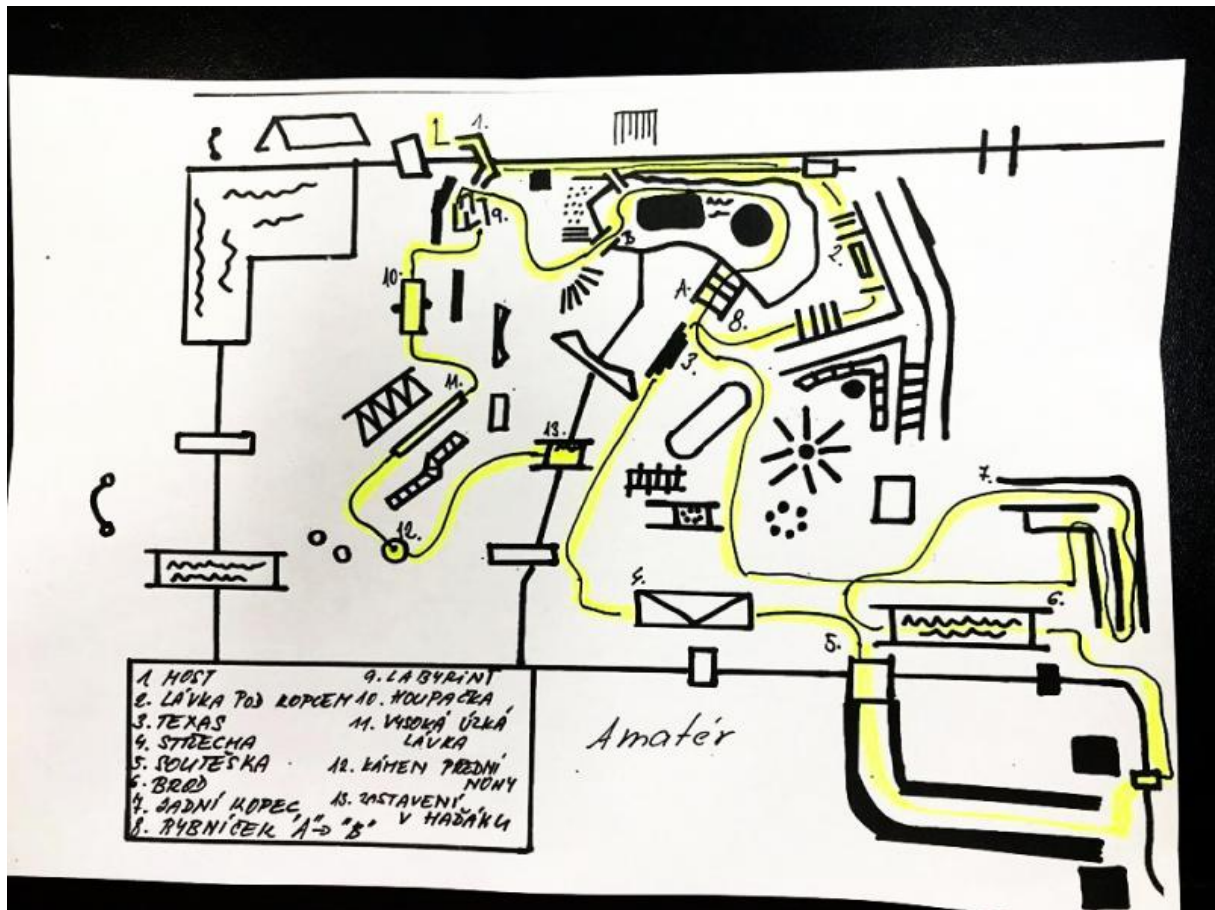 1.
9.
B
2.
A.
8.
10.
3.
11.
13.
7.
12.
4.
6.
5.
Amatér
1 MOST
2. LÁVKA POD KOPCEM
3. TEXAS
4. STŘECHA
5. SOUTĚSKA
6. BROD
7. ZADNÍ KOPEC
8. RYBNÍČEK "A"→"B"
9. LABYRINT
10. HOUPAČKA
11. VYSOKÁ ÚZKÁ
LÁVKA
12. KÁMEN PŘEDNÍ
NOHY
13. ZASTAVENÍ
V HAĎÁKU